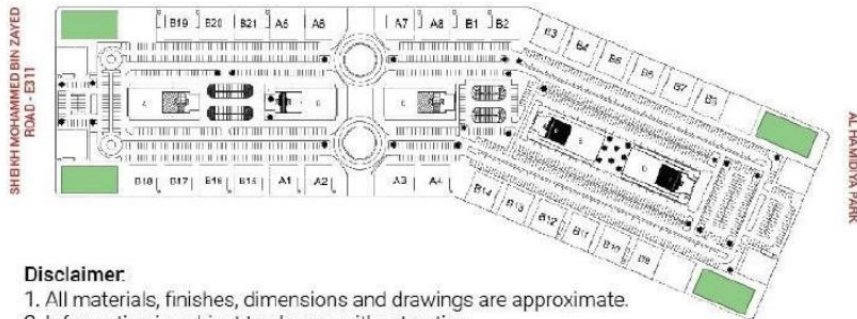 SHEIKH MOHAMMED BIN ZAYED
ROAD - E311
B19 B20 B21 A5 A6 A7 A8 B1 B2
B3 B4 B5 B6 B7
B18 B17 B16 B15 A1 A2 A3 A4
B14 B13 B12 B11 B10 B9
AL HAMIDIYA PARK
Disclaimer:
1. All materials, finishes, dimensions and drawings are approximate.